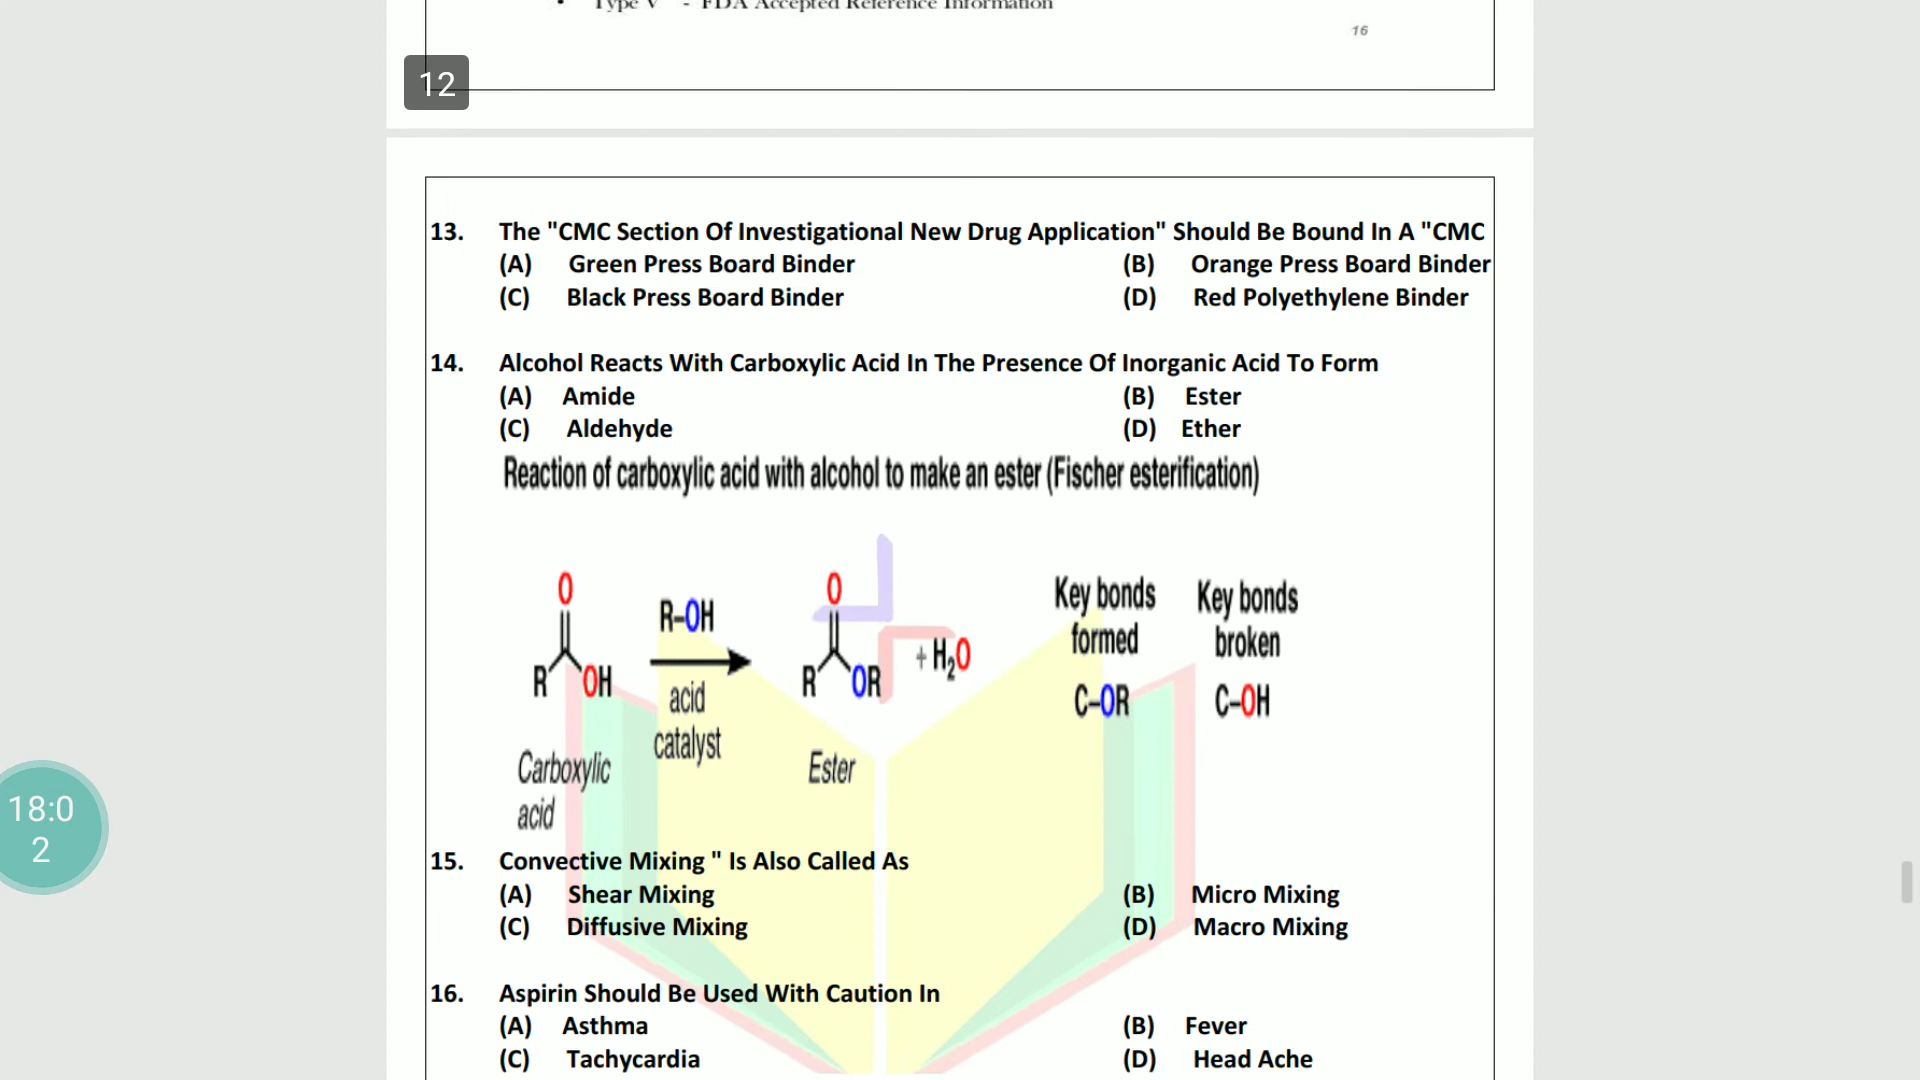 Type V - FDA Accepted Reference Information
16
12
13. The "CMC Section Of Investigational New Drug Application" Should Be Bound In A "CMC
(A) Green Press Board Binder (B) Orange Press Board Binder
(C) Black Press Board Binder (D) Red Polyethylene Binder
14. Alcohol Reacts With Carboxylic Acid In The Presence Of Inorganic Acid To Form
(A) Amide (B) Ester
(C) Aldehyde (D) Ether
Reaction of carboxylic acid with alcohol to make an ester (Fischer esterification)
O
R OH
Carboxylic
acid
R–OH
acid
catalyst
O
R OR
Ester
+ H₂O
Key bonds
formed
C–OR
Key bonds
broken
C–OH
18:0
2
15. Convective Mixing " Is Also Called As
(A) Shear Mixing (B) Micro Mixing
(C) Diffusive Mixing (D) Macro Mixing
16. Aspirin Should Be Used With Caution In
(A) Asthma (B) Fever
(C) Tachycardia (D) Head Ache